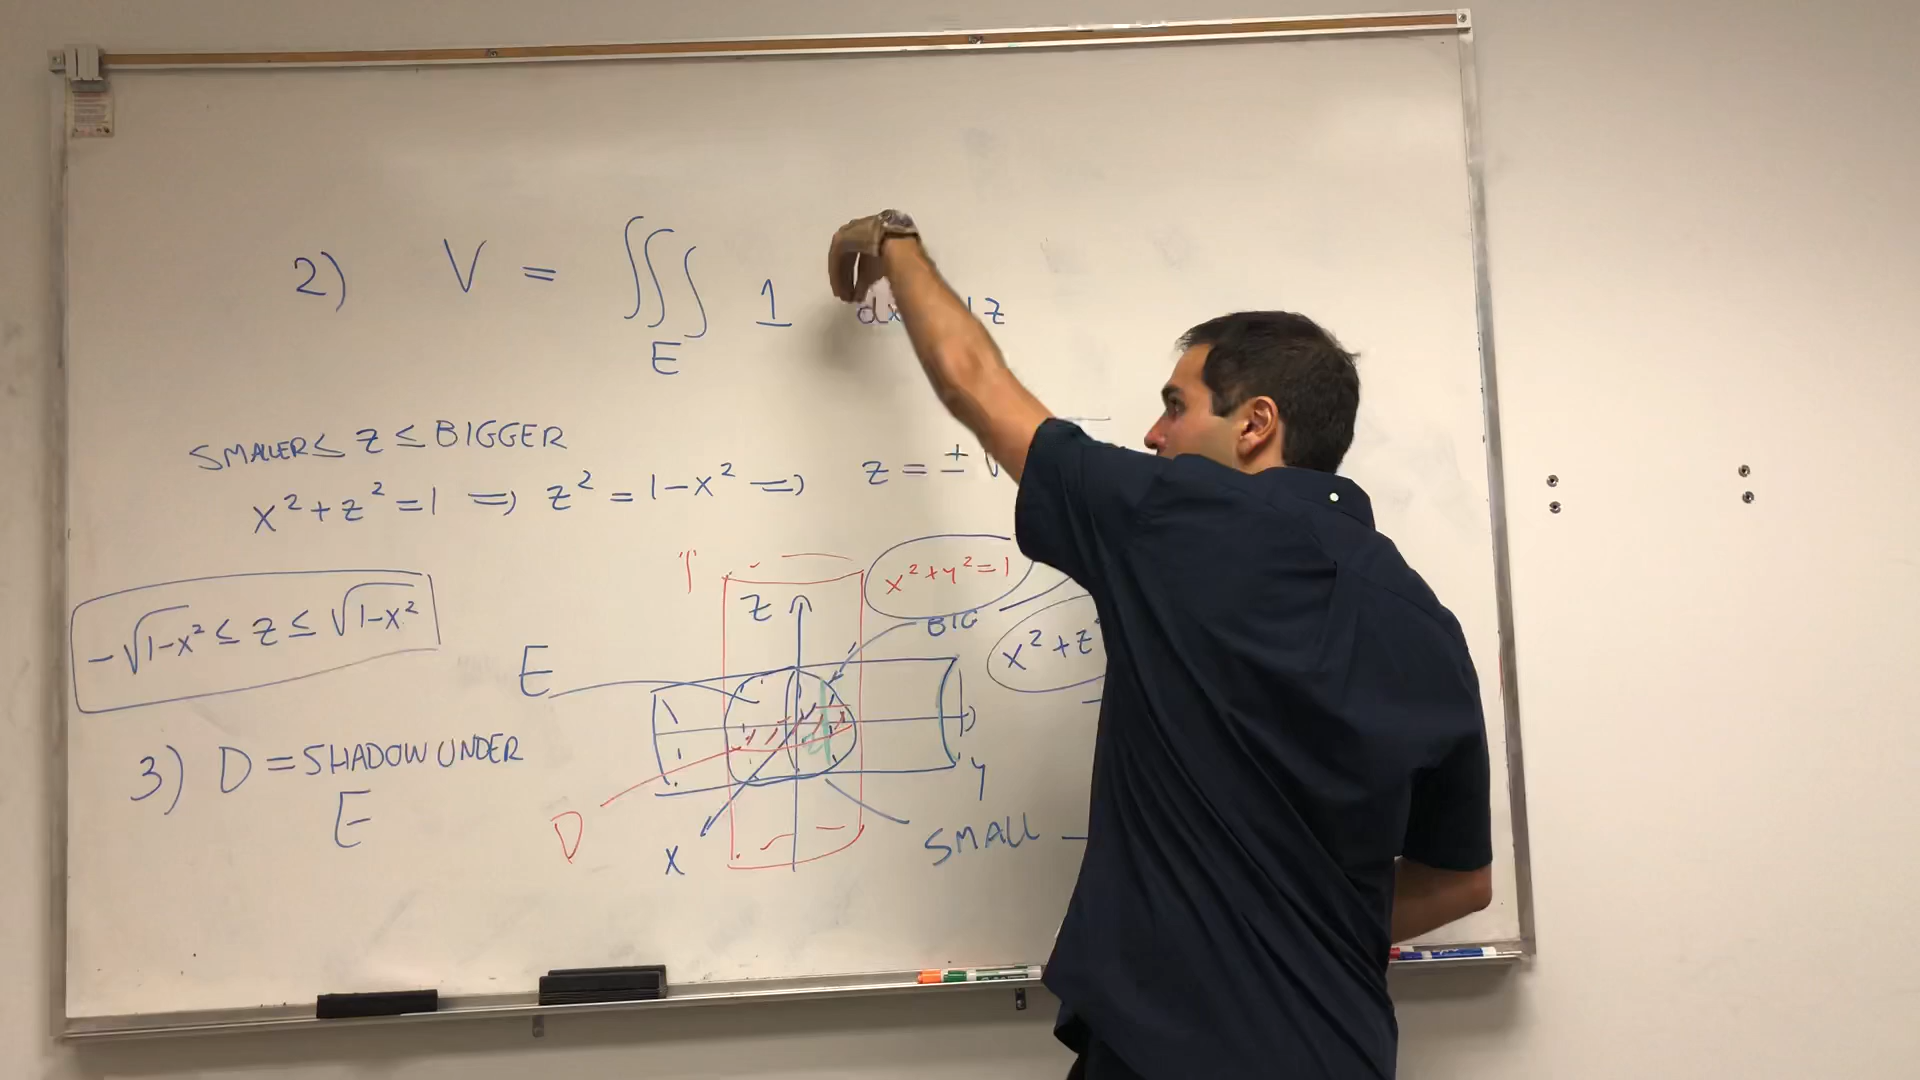 2) V = ∭ 1 dx dz
E
SMALLER ≤ z ≤ BIGGER
x² + z² = 1 ⇒ z² = 1-x² ⇒ z = ± √
-√1-x² ≤ z ≤ √1-x²
x² + y² = 1
z
BIG
x² + z²
E
3) D = SHADOW UNDER
E
y
D
SMALL
x